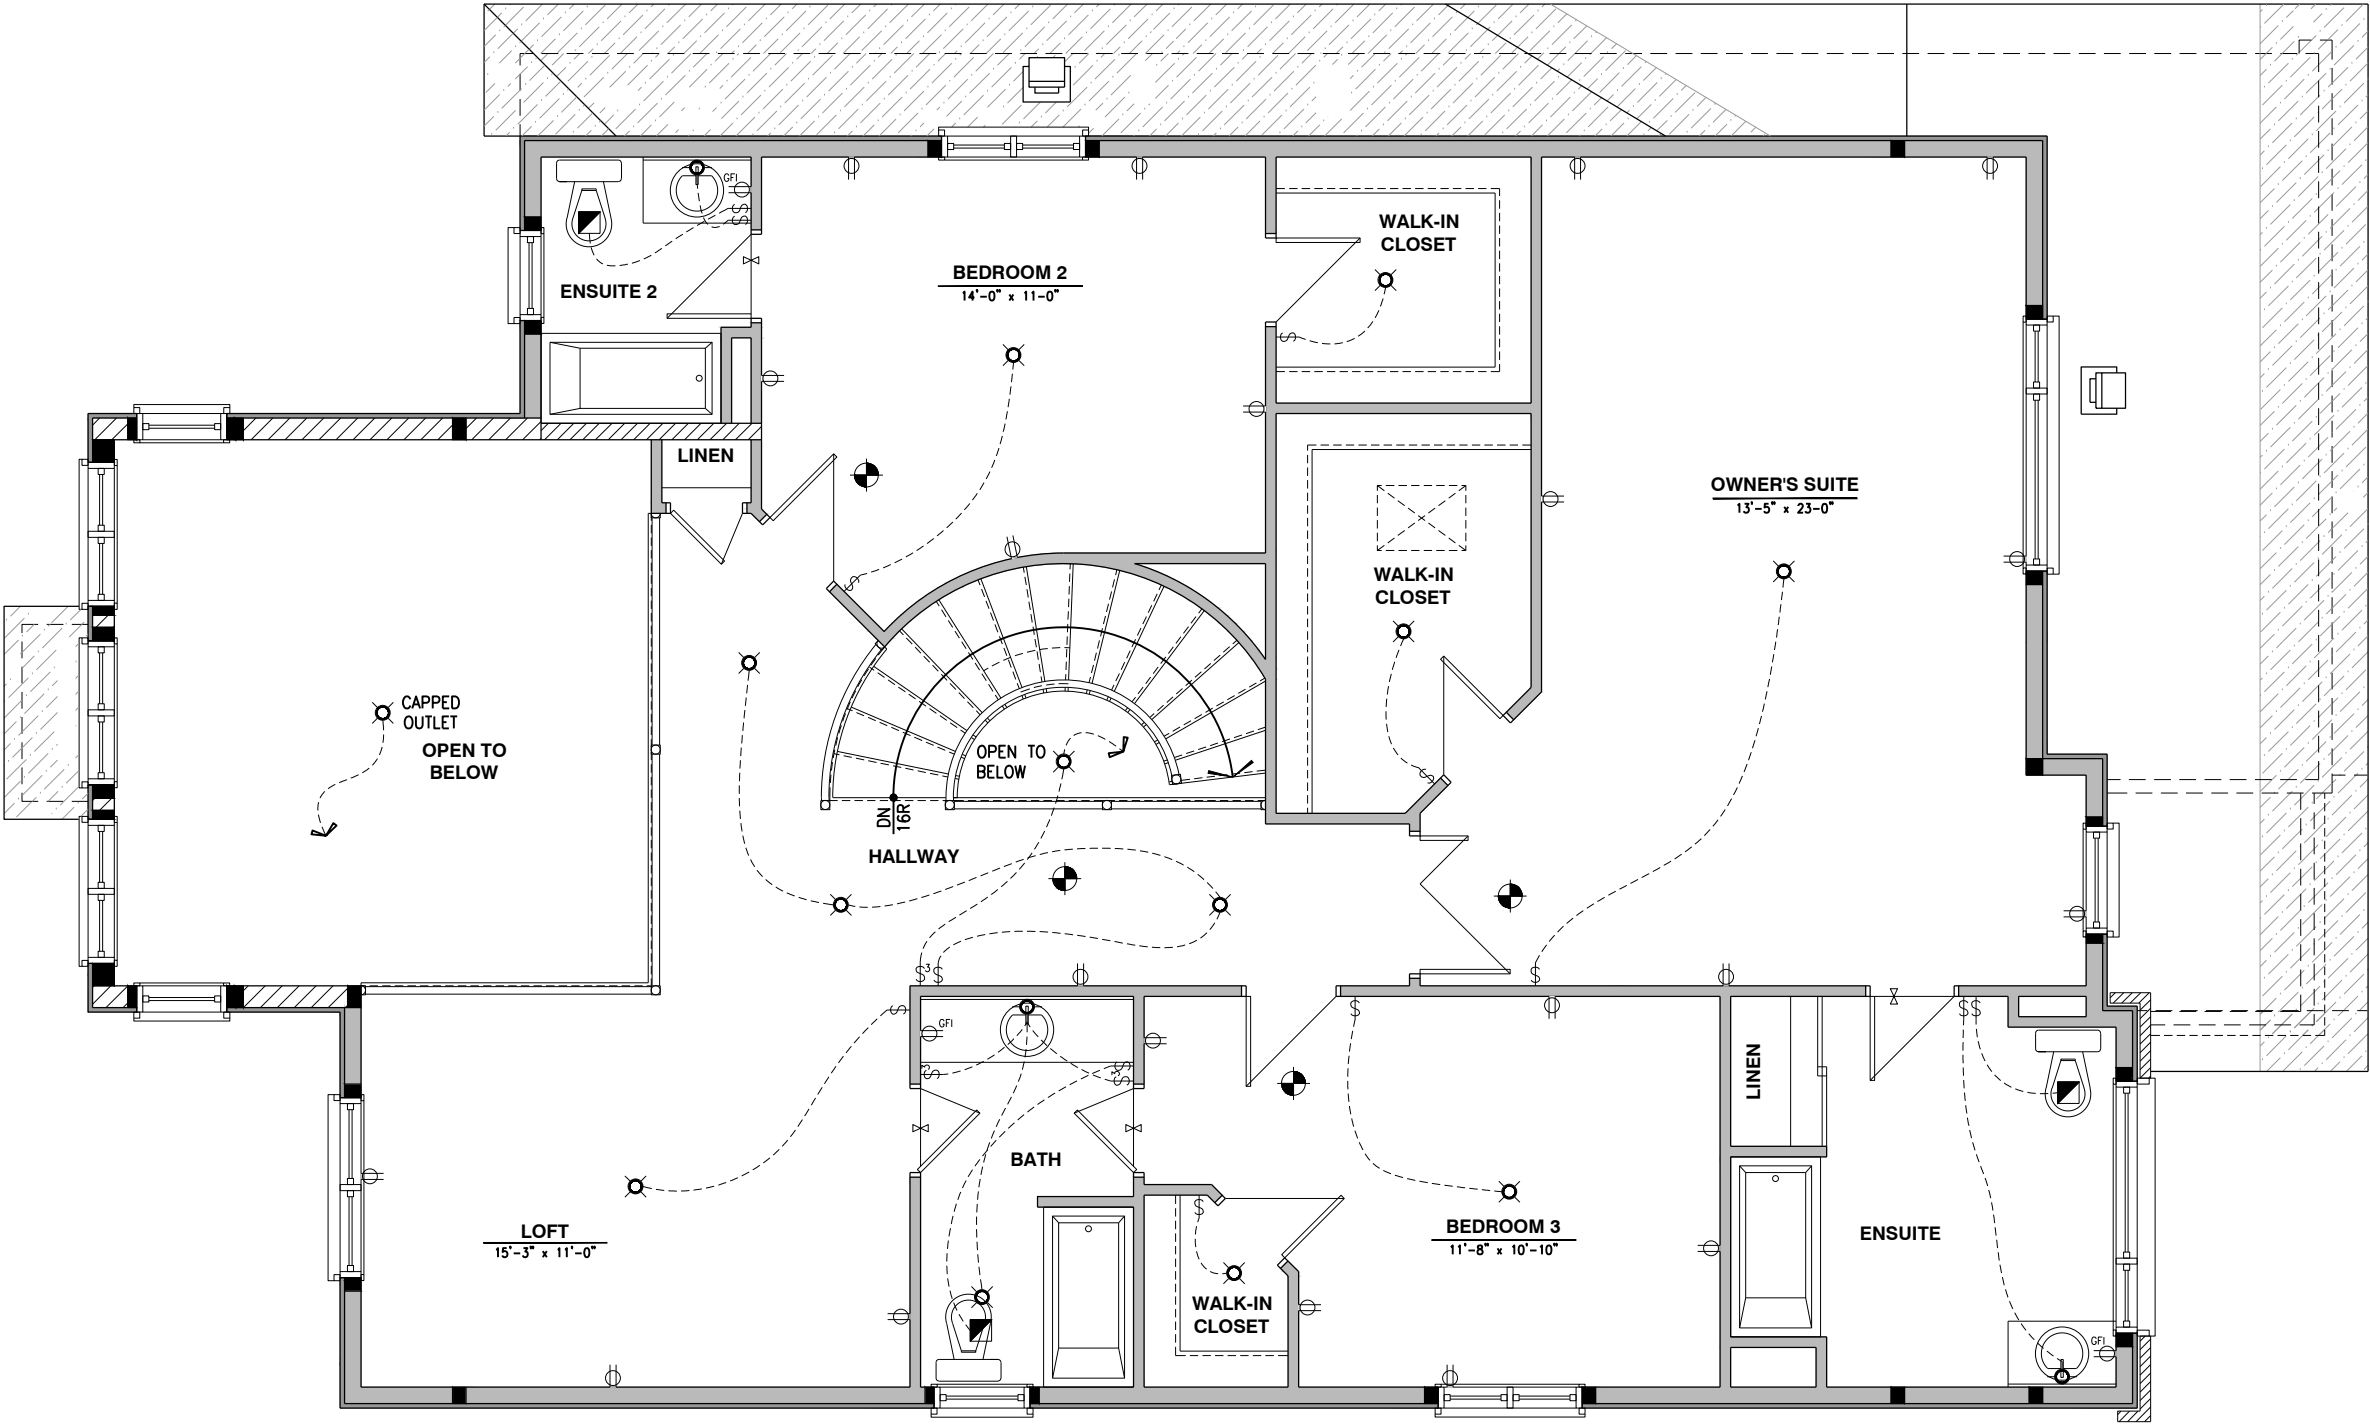 GFI
WALK-IN
CLOSET
BEDROOM 2
14'-0" x 11-0"
ENSUITE 2
LINEN
OWNER'S SUITE
13'-5" x 23-0"
WALK-IN
CLOSET
CAPPED
OUTLET
OPEN TO
BELOW
OPEN TO
BELOW
DN
16R
HALLWAY
$3 $
$
$
$
$
$$
GFI
LINEN
BATH
LOFT
15'-3" x 11'-0"
BEDROOM 3
11'-8" x 10'-10"
ENSUITE
WALK-IN
CLOSET
GFI